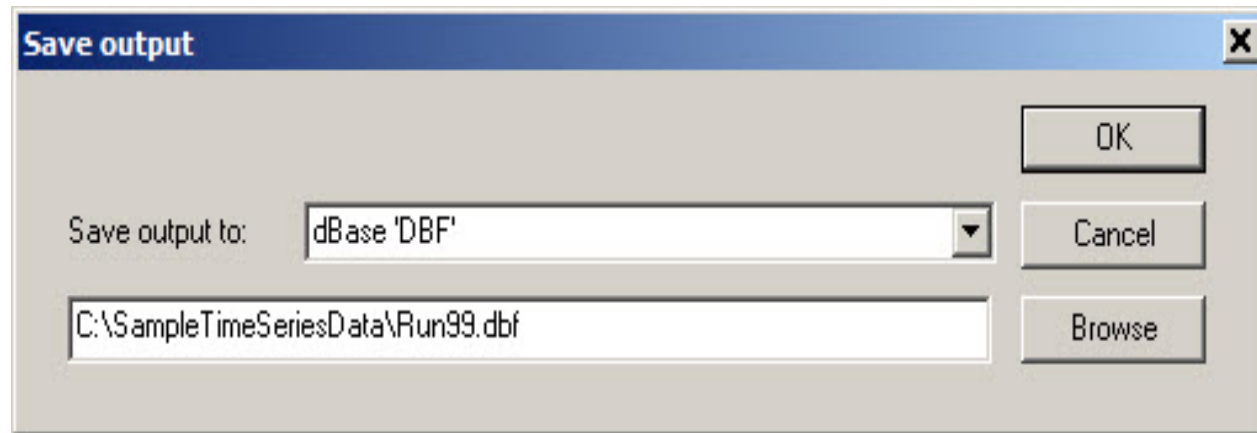 Save output
OK
Save output to: dBase 'DBF'
Cancel
C:\SampleTimeSeriesData\Run99.dbf
Browse